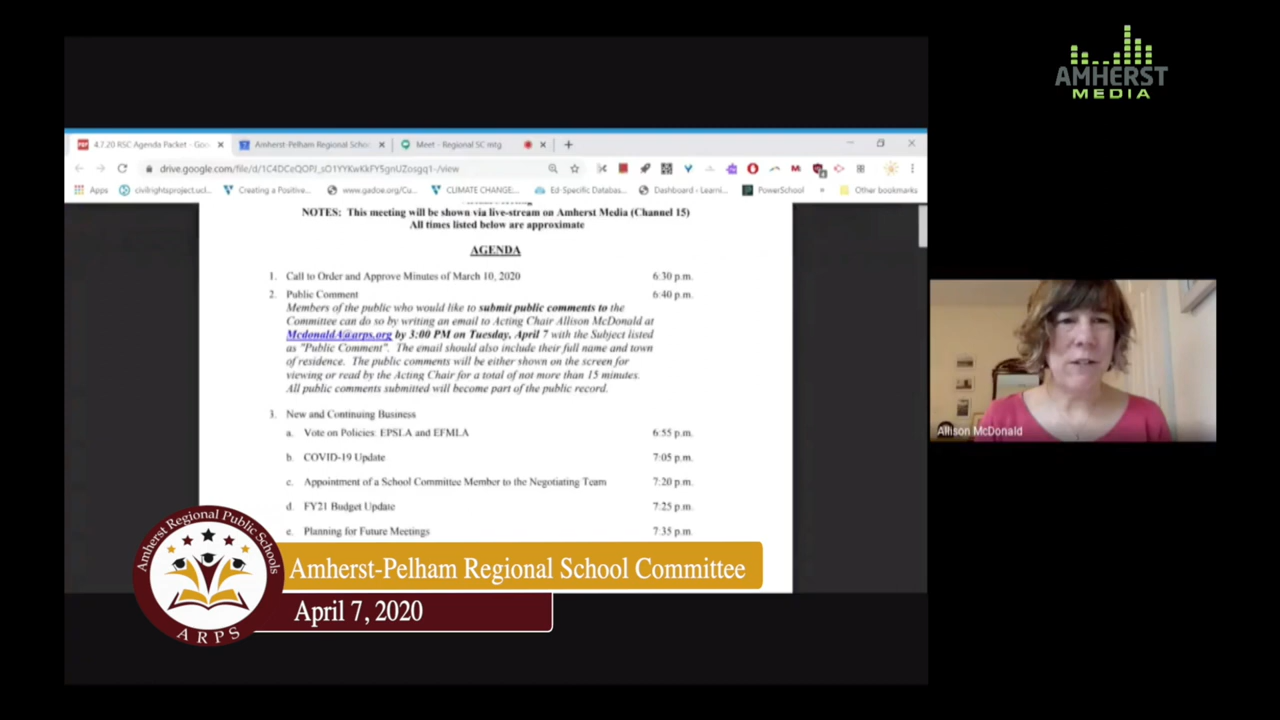 AMHERST
MEDIA
4.7.20 RSC Agenda Packet - Goo
Amherst-Pelham Regional Schoo
Meet - Regional SC mtg
drive.google.com/file/d/1C4DCeQOPJ_sO1YYKwKkFY5gnUZosgq1-/view
Apps
civilrightsproject.ucl...
Creating a Positive...
www.gadoe.org/Cu...
CLIMATE CHANGE:...
Ed-Specific Databas...
Dashboard - Learni...
PowerSchool
»
Other bookmarks
NOTES: This meeting will be shown via live-stream on Amherst Media (Channel 15)
All times listed below are approximate
AGENDA
1. Call to Order and Approve Minutes of March 10, 2020 6:30 p.m.
2. Public Comment 6:40 p.m.
Members of the public who would like to submit public comments to the
Committee can do so by writing an email to Acting Chair Allison McDonald at
McdonaldA@arps.org by 3:00 PM on Tuesday, April 7 with the Subject listed
as "Public Comment". The email should also include their full name and town
of residence. The public comments will be either shown on the screen for
viewing or read by the Acting Chair for a total of not more than 15 minutes.
All public comments submitted will become part of the public record.
3. New and Continuing Business
a. Vote on Policies: EPSLA and EFMLA 6:55 p.m.
b. COVID-19 Update 7:05 p.m.
c. Appointment of a School Committee Member to the Negotiating Team 7:20 p.m.
d. FY21 Budget Update 7:25 p.m.
e. Planning for Future Meetings 7:35 p.m.
Allison McDonald
Amherst Regional Public Schools
ARPS
Amherst-Pelham Regional School Committee
April 7, 2020